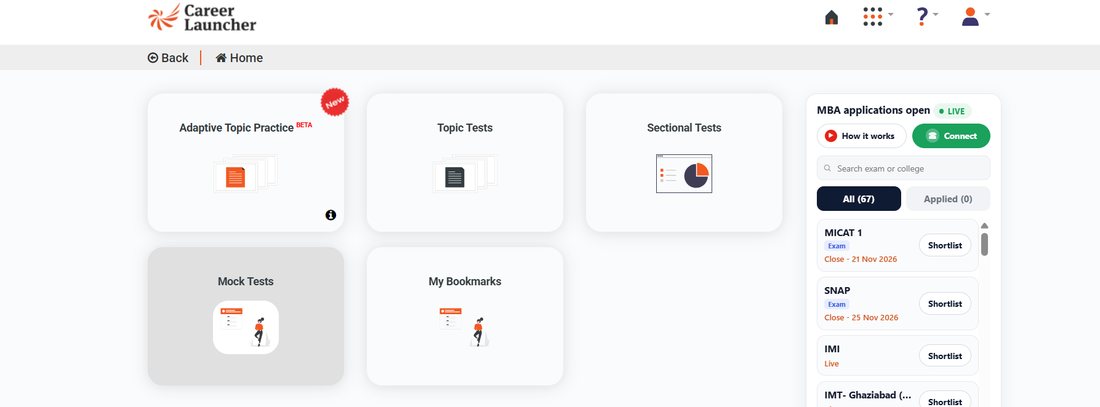 Career
Launcher
Back
Home
New
Adaptive Topic Practice BETA
Topic Tests
Sectional Tests
Mock Tests
My Bookmarks
MBA applications open LIVE
How it works
Connect
Search exam or college
All (67)
Applied (0)
MICAT 1
Exam
Close - 21 Nov 2026
Shortlist
SNAP
Exam
Close - 25 Nov 2026
Shortlist
IMI
Live
Shortlist
IMT- Ghaziabad (...
Shortlist